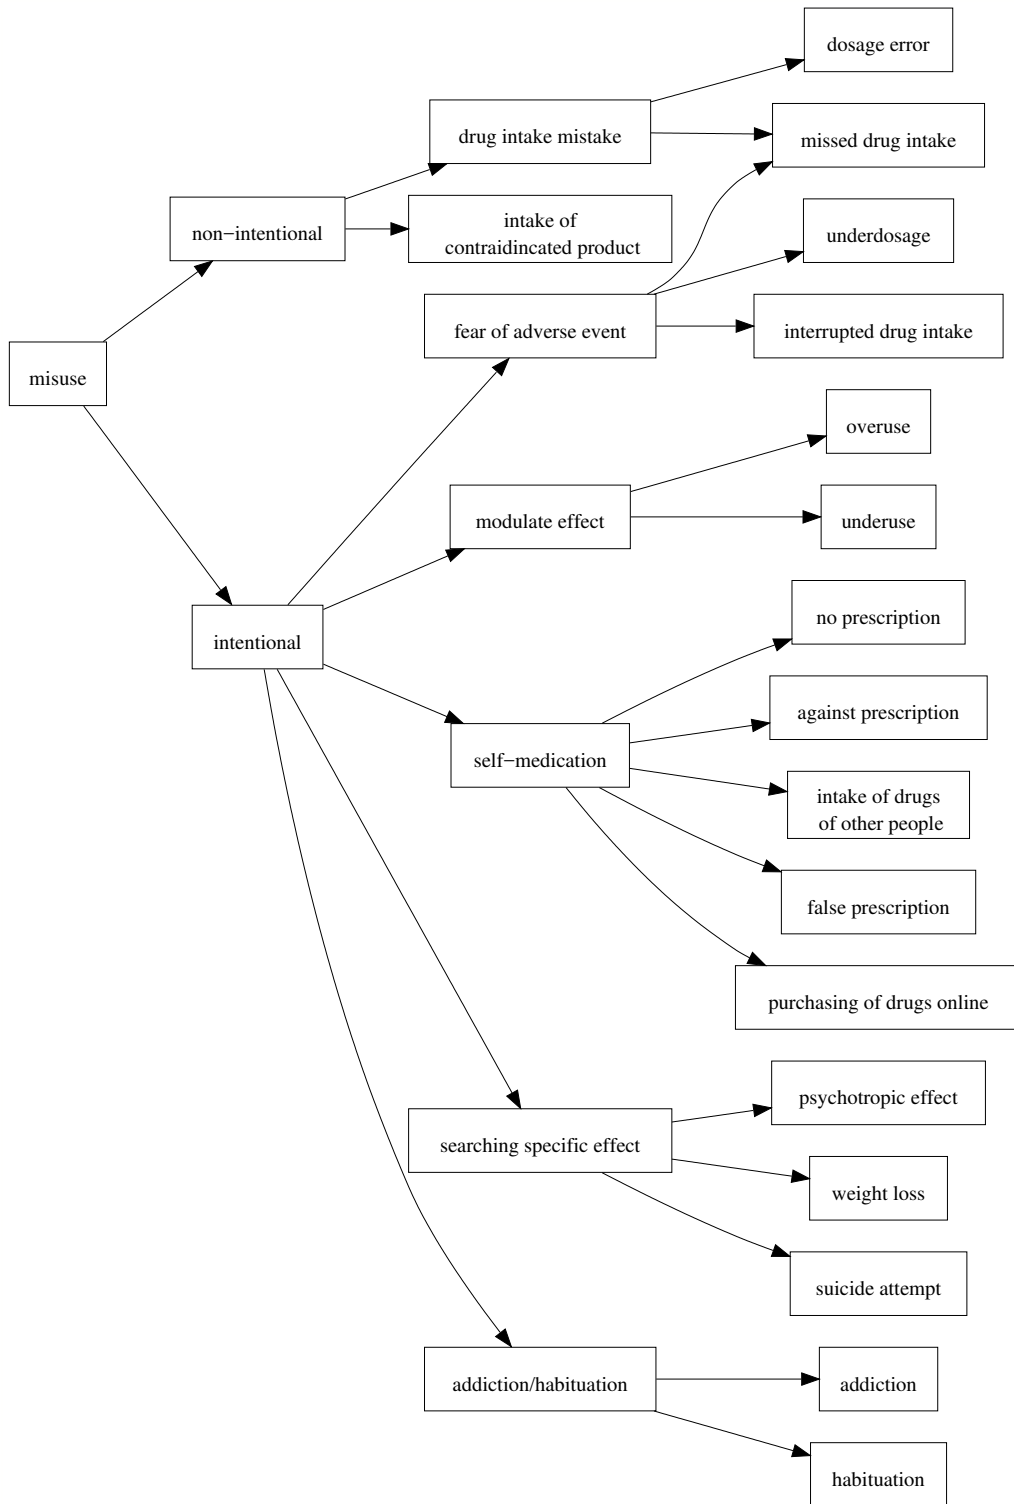 dosage error
drug intake mistake
missed drug intake
non−intentional
intake of
contraidincated product
underdosage
fear of adverse event
interrupted drug intake
misuse
overuse
modulate effect
underuse
no prescription
intentional
against prescription
self−medication
intake of drugs
of other people
false prescription
purchasing of drugs online
psychotropic effect
searching specific effect
weight loss
suicide attempt
addiction/habituation
addiction
habituation